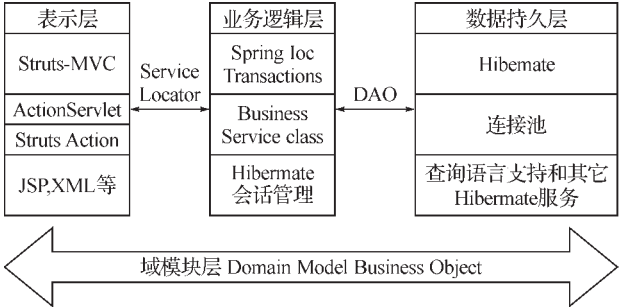 表示层
Struts-MVC
ActionServlet
Struts Action
JSP,XML等
Service
Locator
业务逻辑层
Spring Ioc
Transactions
Business
Service class
Hibermate
会话管理
DAO
数据持久层
Hibemate
连接池
查询语言支持和其它
Hibermate服务
域模块层 Domain Model Business Object